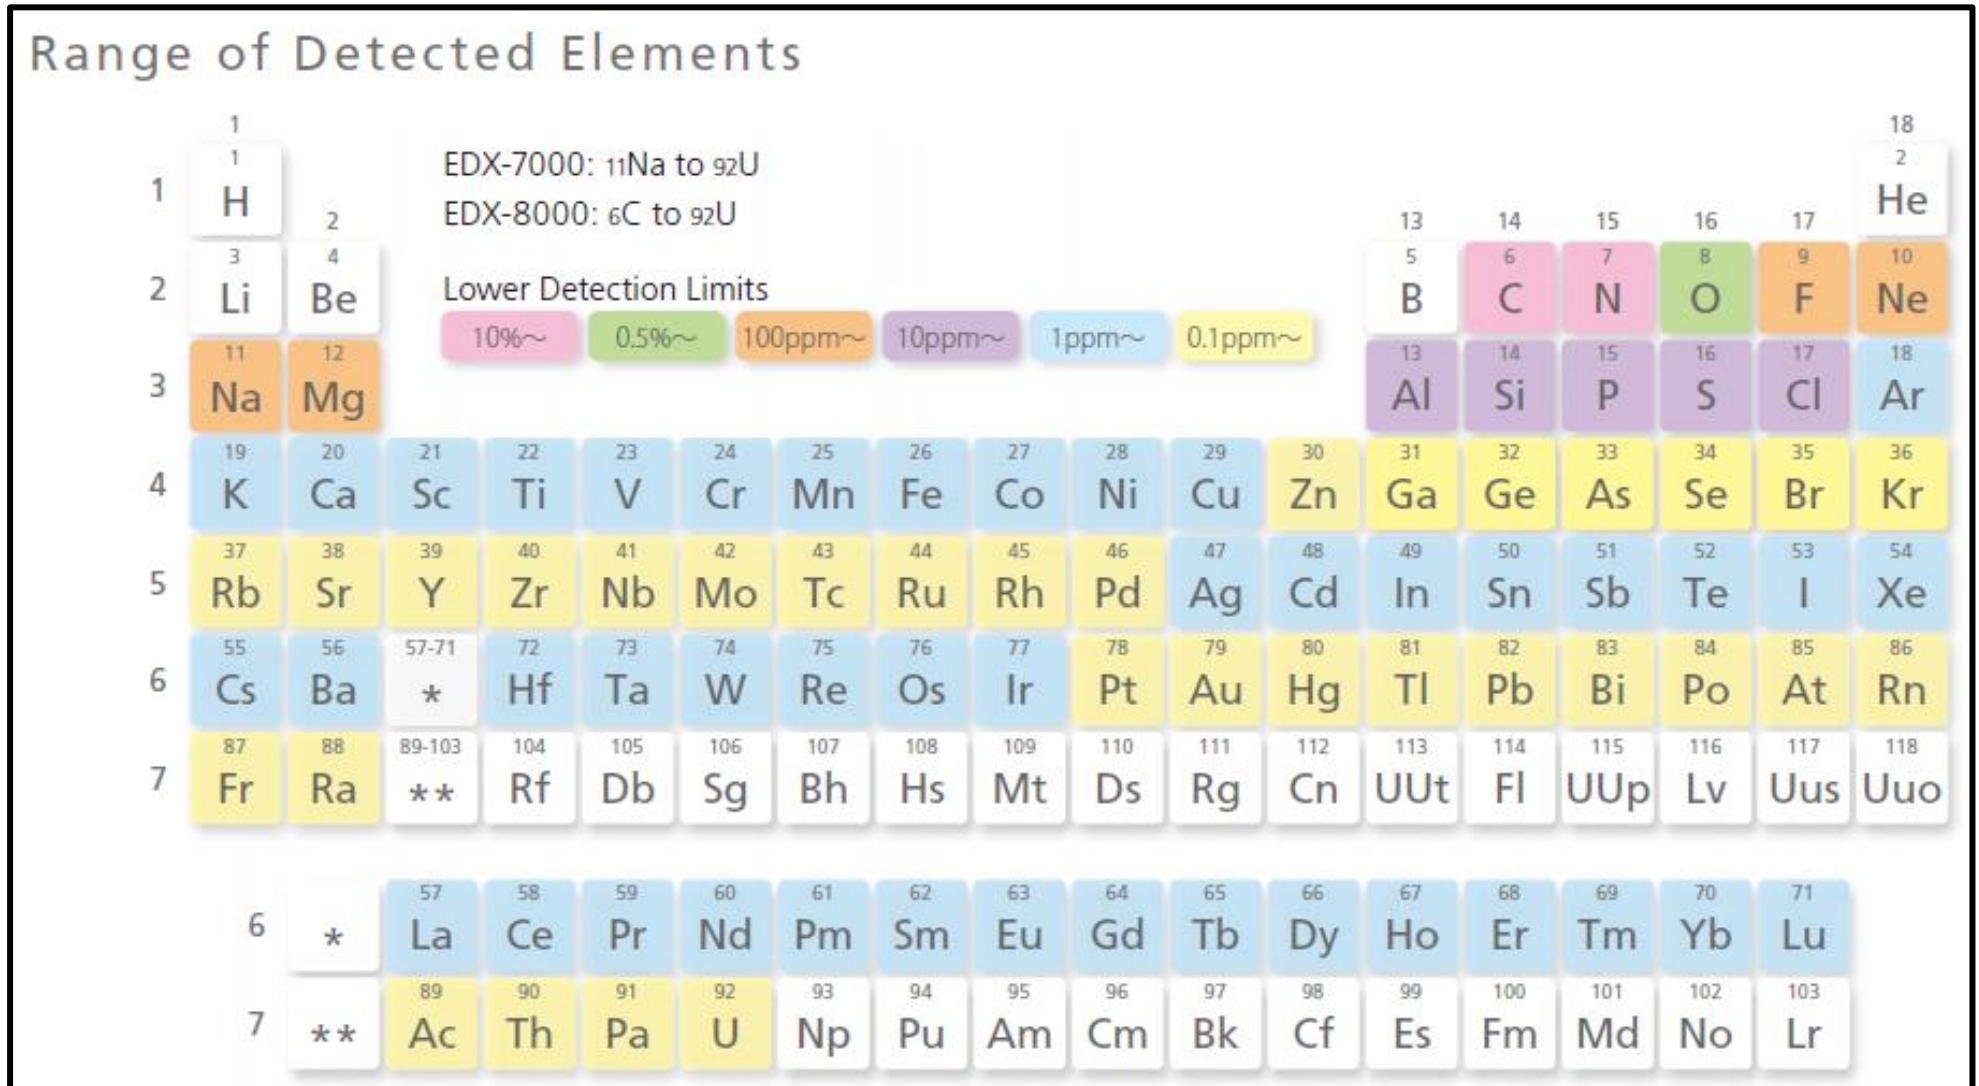 Range of Detected Elements
1 18
EDX-7000: 11Na to 92U
EDX-8000: 6C to 92U
1 1 H 2 He
2 13 14 15 16 17
2 3 Li 4 Be 5 B 6 C 7 N 8 O 9 F 10 Ne
Lower Detection Limits
10%~ 0.5%~ 100ppm~ 10ppm~ 1ppm~ 0.1ppm~
3 11 Na 12 Mg 13 Al 14 Si 15 P 16 S 17 Cl 18 Ar
4 19 K 20 Ca 21 Sc 22 Ti 23 V 24 Cr 25 Mn 26 Fe 27 Co 28 Ni 29 Cu 30 Zn 31 Ga 32 Ge 33 As 34 Se 35 Br 36 Kr
5 37 Rb 38 Sr 39 Y 40 Zr 41 Nb 42 Mo 43 Tc 44 Ru 45 Rh 46 Pd 47 Ag 48 Cd 49 In 50 Sn 51 Sb 52 Te 53 I 54 Xe
6 55 Cs 56 Ba 57-71 * 72 Hf 73 Ta 74 W 75 Re 76 Os 77 Ir 78 Pt 79 Au 80 Hg 81 Tl 82 Pb 83 Bi 84 Po 85 At 86 Rn
7 87 Fr 88 Ra 89-103 ** 104 Rf 105 Db 106 Sg 107 Bh 108 Hs 109 Mt 110 Ds 111 Rg 112 Cn 113 UUt 114 Fl 115 UUp 116 Lv 117 Uus 118 Uuo
6 * 57 La 58 Ce 59 Pr 60 Nd 61 Pm 62 Sm 63 Eu 64 Gd 65 Tb 66 Dy 67 Ho 68 Er 69 Tm 70 Yb 71 Lu
7 ** 89 Ac 90 Th 91 Pa 92 U 93 Np 94 Pu 95 Am 96 Cm 97 Bk 98 Cf 99 Es 100 Fm 101 Md 102 No 103 Lr